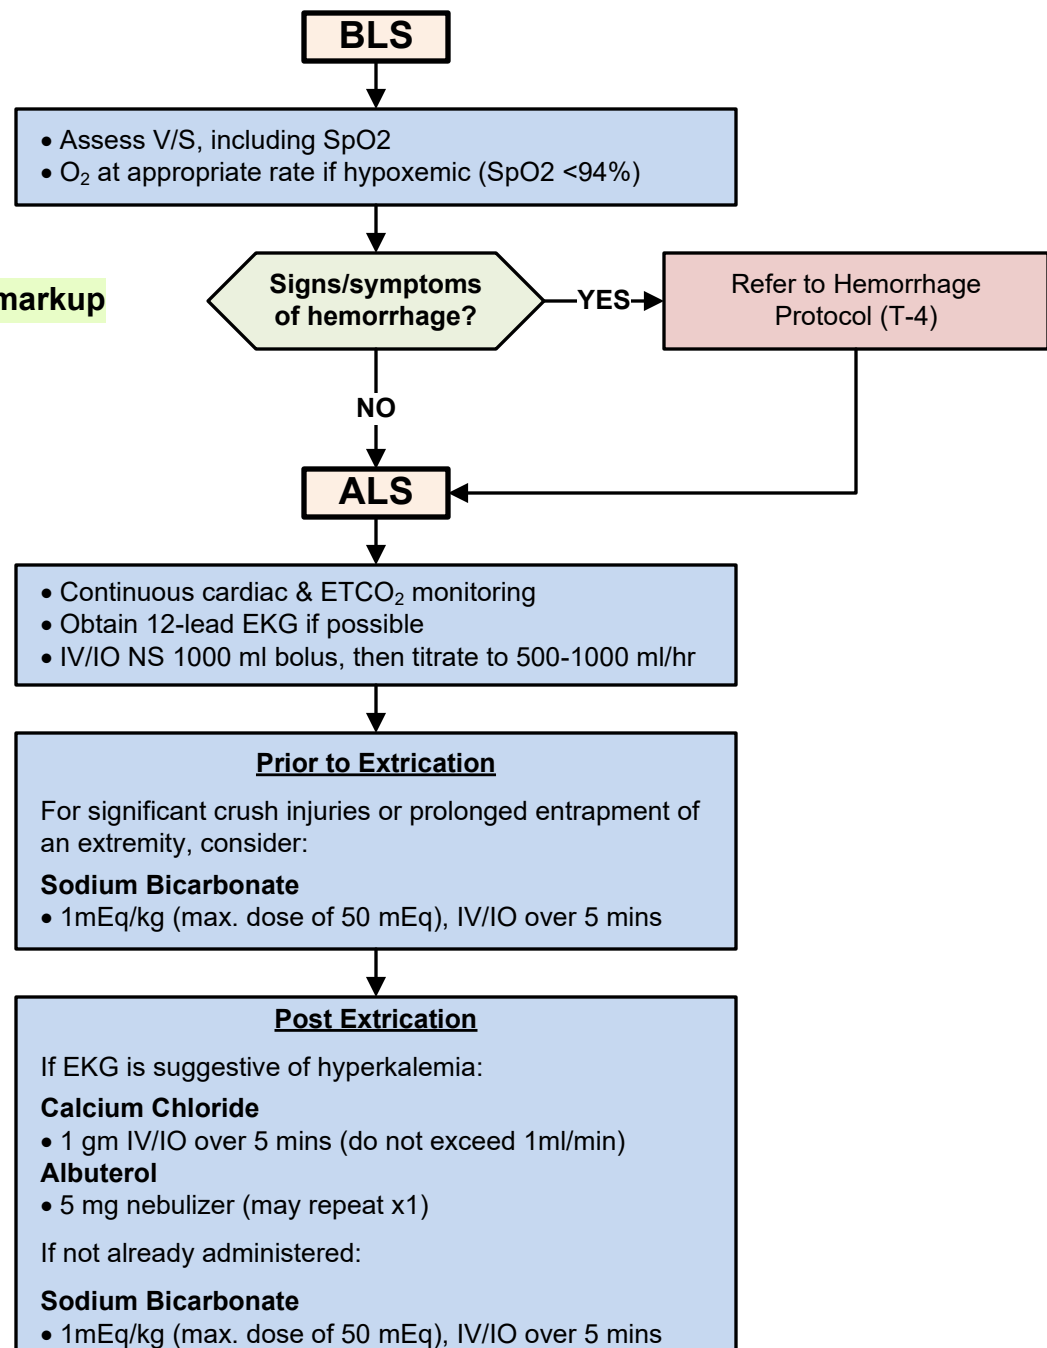 BLS
• Assess V/S, including SpO2
• O₂ at appropriate rate if hypoxemic (SpO2 <94%)
markup
Signs/symptoms
of hemorrhage?
YES
Refer to Hemorrhage
Protocol (T-4)
NO
ALS
• Continuous cardiac & ETCO₂ monitoring
• Obtain 12-lead EKG if possible
• IV/IO NS 1000 ml bolus, then titrate to 500-1000 ml/hr
Prior to Extrication
For significant crush injuries or prolonged entrapment of
an extremity, consider:
Sodium Bicarbonate
• 1mEq/kg (max. dose of 50 mEq), IV/IO over 5 mins
Post Extrication
If EKG is suggestive of hyperkalemia:
Calcium Chloride
• 1 gm IV/IO over 5 mins (do not exceed 1ml/min)
Albuterol
• 5 mg nebulizer (may repeat x1)
If not already administered:
Sodium Bicarbonate
• 1mEq/kg (max. dose of 50 mEq), IV/IO over 5 mins